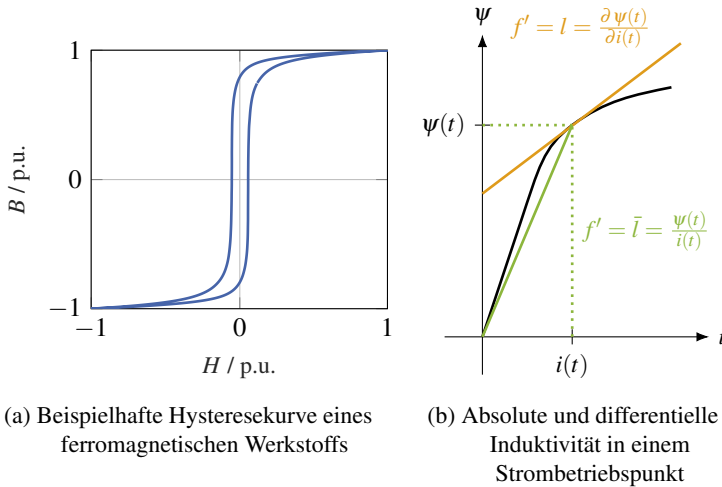 1
0
−1
B / p.u.
−1
0
1
H / p.u.
(a) Beispielhafte Hysteresekurve eines
ferromagnetischen Werkstoffs
ψ
f′ = l = ∂ψ(t)/∂i(t)
ψ(t)
f′ = l̄ = ψ(t)/i(t)
i(t)
i
(b) Absolute und differentielle
Induktivität in einem
Strombetriebspunkt